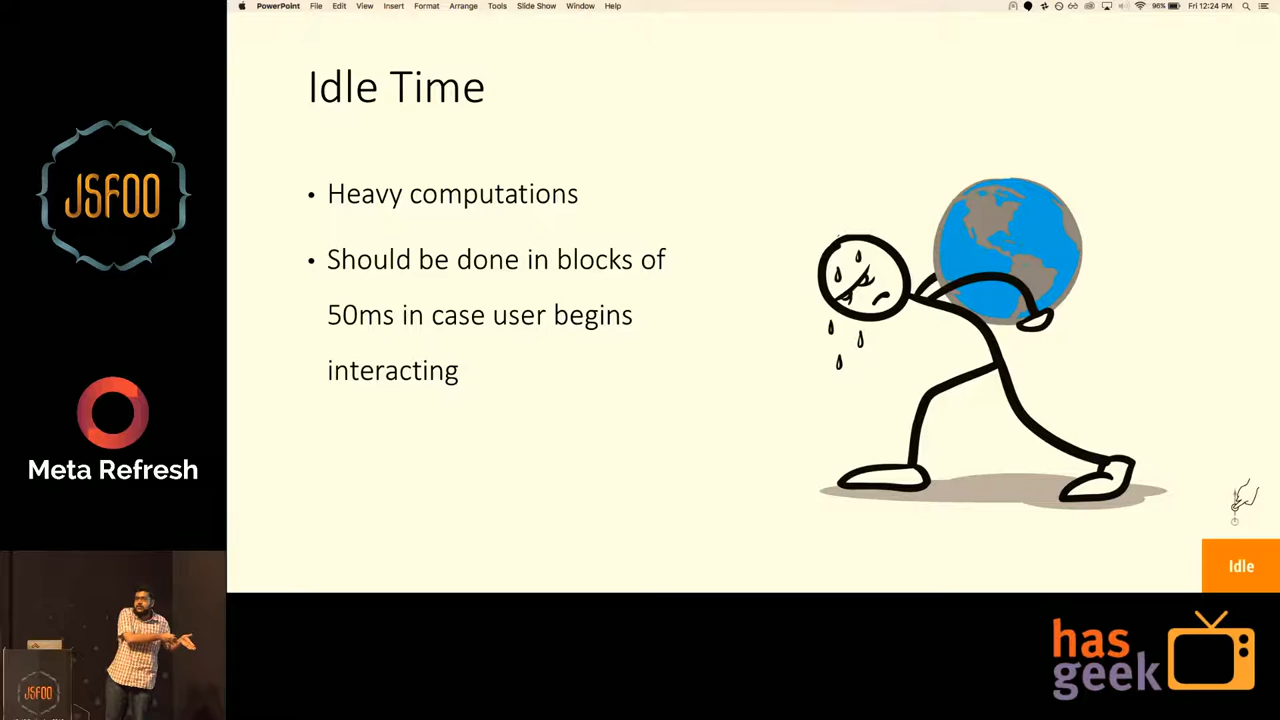 PowerPoint File Edit View Insert Format Arrange Tools Slide Show Window Help
96% Fri 12:24 PM
Idle Time
• Heavy computations
• Should be done in blocks of
50ms in case user begins
interacting
Idle
JSFOO
Meta Refresh
JSFOO
has
geek